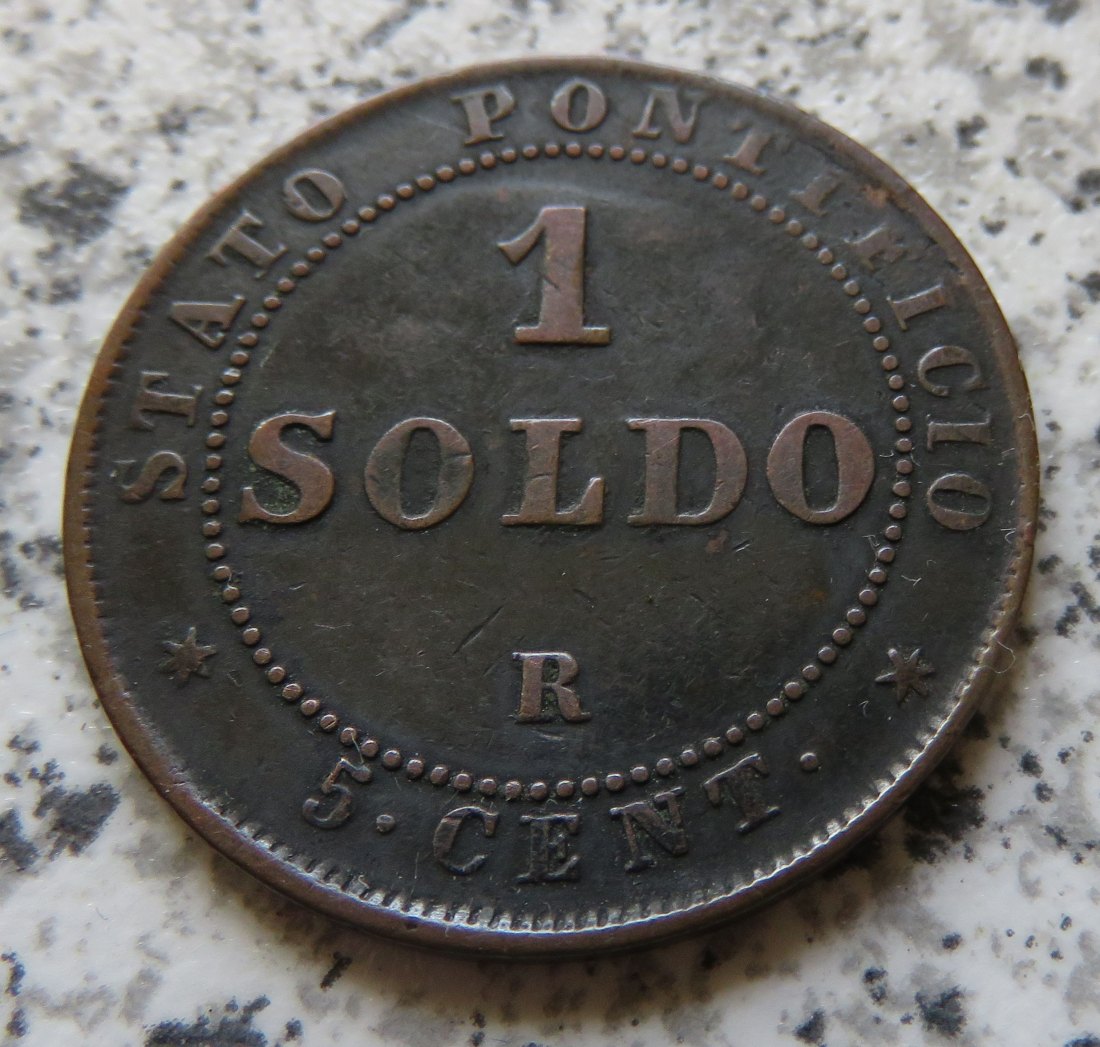 STATO PONTIFICIO
1
SOLDO
R
5· CENT·